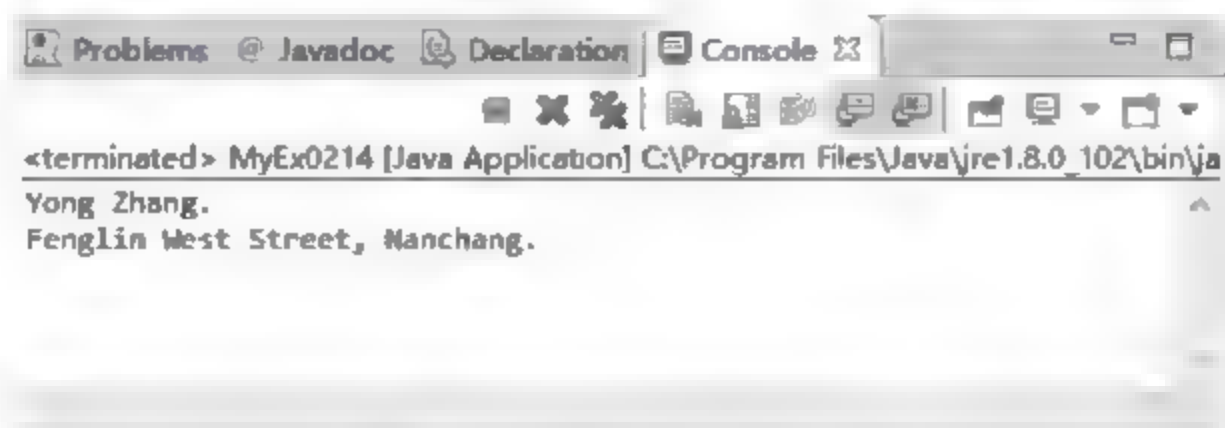 Problems @ Javadoc Declaration Console
<terminated> MyEx0214 [Java Application] C:\Program Files\Java\jre1.8.0_102\bin\ja
Yong Zhang.
Fenglin West Street, Nanchang.